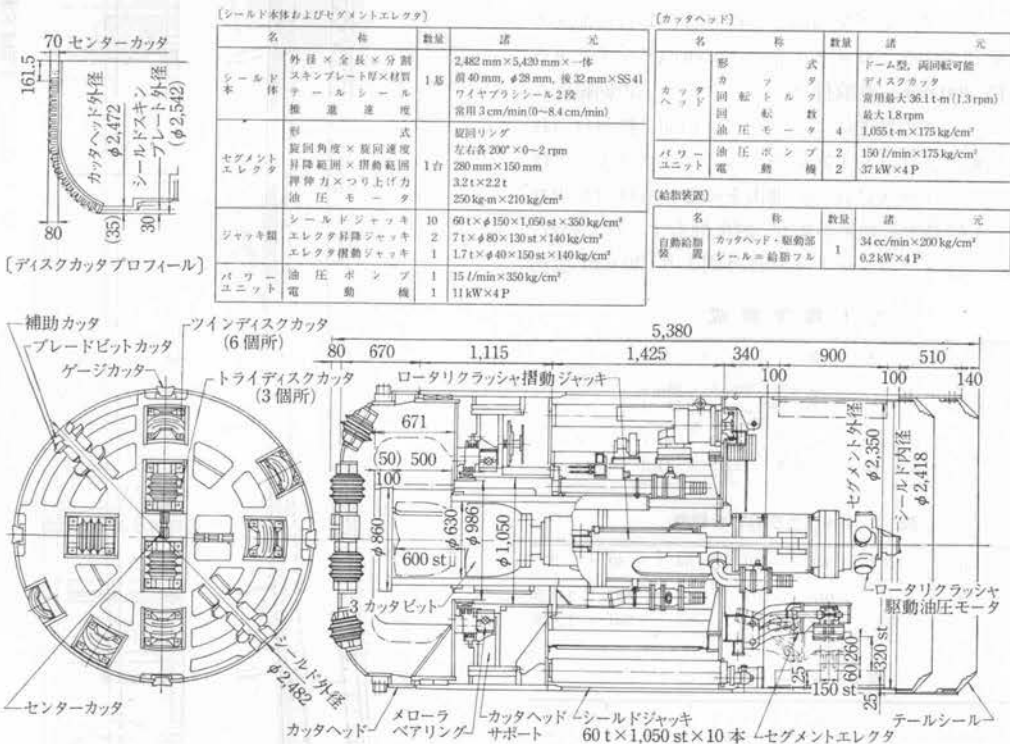 〔シールド本体およびセグメントエレクタ〕
名称 数量 諸元
シールド本体 外径×全長×分割 1基 2,482 mm×5,420 mm×一体
スキンプレート厚×材質 前40 mm, φ28 mm, 後32 mm×SS 41
テールシール ワイヤブラシシール2段
推進速度 常用3 cm/min(0〜8.4 cm/min)
セグメントエレクタ 形式 1台 旋回リング
旋回角度×旋回速度 左右各200°×0〜2 rpm
昇降範囲×摺動範囲 280 mm×150 mm
押伸力×つり上げ力 3.2 t×2.2 t
油圧モータ 250 kg-m×210 kg/cm²
ジャッキ類 シールドジャッキ 10 60 t×φ150×1,050 st×350 kg/cm²
エレクタ昇降ジャッキ 2 7 t×φ80×130 st×140 kg/cm²
エレクタ摺動ジャッキ 1 1.7 t×φ40×150 st×140 kg/cm²
パワーユニット 油圧ポンプ 1 15 l/min×350 kg/cm²
電動機 1 11 kW×4 P
〔カッタヘッド〕
名称 数量 諸元
カッタヘッド 形式 ドーム型, 両回転可能
カッタ ディスクカッタ
回転トルク 常用最大36.1 t-m (1.3 rpm)
回転数 最大1.8 rpm
油圧モータ 4 1,055 t-m×175 kg/cm²
パワーユニット 油圧ポンプ 2 150 l/min×175 kg/cm²
電動機 2 37 kW×4 P
〔給脂装置〕
名称 数量 諸元
自動給脂装置 カッタヘッド・駆動部 1 34 cc/min×200 kg/cm²
シール=給脂フル 0.2 kW×4 P
70 センターカッタ
161.5
カッタヘッド外径
φ2,472
シールドスキン
プレート外径
(φ2,542)
80
(35)
30
〔ディスクカッタプロフィール〕
補助カッタ
ブレードビットカッタ
ゲージカッター
ツインディスクカッタ
(6個所)
トライディスクカッタ
(3個所)
シールド外径
φ2,482
センターカッタ
5,380
80 670 1,115 1,425 340 900 510
100 100 140
ロータリクラッシャ摺動ジャッキ
671
(50) 500
100
φ860
φ630
φ986
φ1,050
600 st
3 カッタビット
セグメント外径
φ2,350
シールド内径
φ2,418
ロータリクラッシャ
駆動油圧モータ
25
150 st
60
260
320 st
25
カッタヘッド
メローラ
ベアリング
カッタヘッド
サポート
シールドジャッキ
60 t×1,050 st×10 本
セグメントエレクタ
テールシール